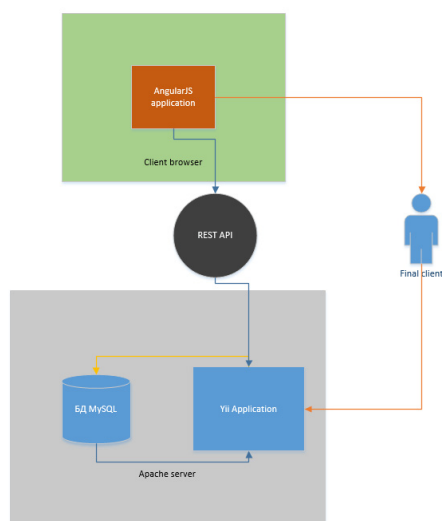 AngularJS
application
Client browser
REST API
Final client
БД MySQL
Yii Application
Apache server